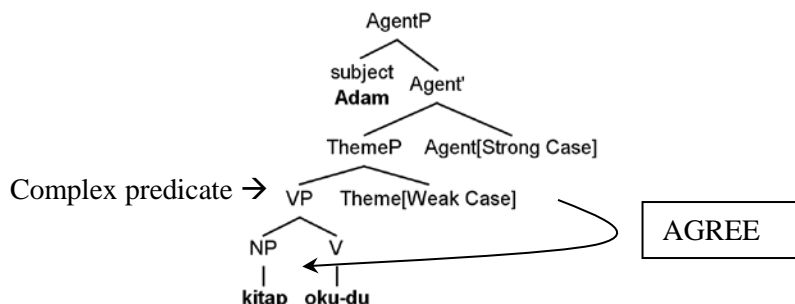 AgentP
subject Agent'
Adam
ThemeP Agent[Strong Case]
Complex predicate → VP Theme[Weak Case]
AGREE
NP V
kitap oku-du